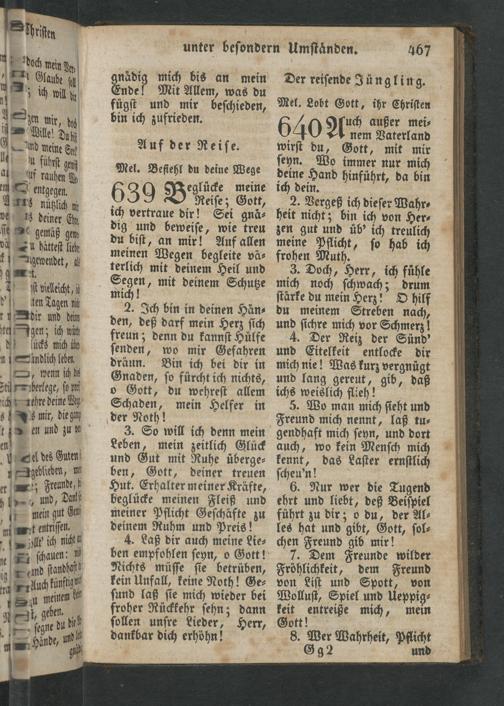 unter besondern Umständen. 467
gnädig mich bis an mein
Ende! Mit Allem, was du
fügst und mir beschieden,
bin ich zufrieden.
Auf der Reise.
Mel. Befiehl du deine Wege
639 Beglücke meine
Reise; Gott,
ich vertraue dir! Sei gnä-
dig und beweise, wie treu
du bist, an mir! Auf allen
meinen Wegen begleite vä-
terlich mit deinem Heil und
Segen, mit deinem Schutze
mich!
2. Ich bin in deinen Hän-
den, deß darf mein Herz sich
freun; denn du kannst Hülfe
senden, wo mir Gefahren
dräun. Bin ich bei dir in
Gnaden, so fürcht ich nichts,
o Gott, du wehrest allem
Schaden, mein Helfer in
der Noth!
3. So will ich denn mein
Leben, mein zeitlich Glück
und Gut mit Ruhe überge-
ben, Gott, deiner treuen
Hut. Erhalter meiner Kräfte,
beglücke meinen Fleiß und
meiner Pflicht Geschäfte zu
deinem Ruhm und Preis!
4. Laß dir auch meine Lie-
ben empfohlen seyn, o Gott!
Nichts müsse sie betrüben,
kein Unfall, keine Noth! Ge-
sund laß sie mich wieder bei
froher Rückkehr sehn; dann
sollen unsre Lieder, Herr,
dankbar dich erhöhn!
Der reisende Jüngling.
Mel. Lobt Gott, ihr Christen
640 Auch außer mei-
nem Vaterland
wirst du, Gott, mit mir
seyn. Wo immer nur mich
deine Hand hinführt, da bin
ich dein.
2. Vergeß ich dieser Wahr-
heit nicht; bin ich von Her-
zen gut und üb' ich treulich
meine Pflicht, so hab ich
frohen Muth.
3. Doch, Herr, ich fühle
mich noch schwach; drum
stärke du mein Herz! O hilf
du meinem Streben nach,
und sichre mich vor Schmerz!
4. Der Reiz der Sünd'
und Eitelkeit entlocke dir
mich nie! Was kurz vergnügt
und lang gereut, gib, daß
ichs weislich flieh!
5. Wo man mich sieht und
Freund mich nennt, laß tu-
gendhaft mich seyn, und dort
auch, wo kein Mensch mich
kennt, das Laster ernstlich
scheu'n!
6. Nur wer die Tugend
ehrt und liebt, deß Beispiel
führt zu dir; o du, der Al-
les hat und gibt, Gott, sol-
chen Freund gib mir!
7. Dem Freunde wilder
Fröhlichkeit, dem Freund
von List und Spott, von
Wollust, Spiel und Ueppig-
keit entreiße mich, mein
Gott!
8. Wer Wahrheit, Pflicht
Gg2 und